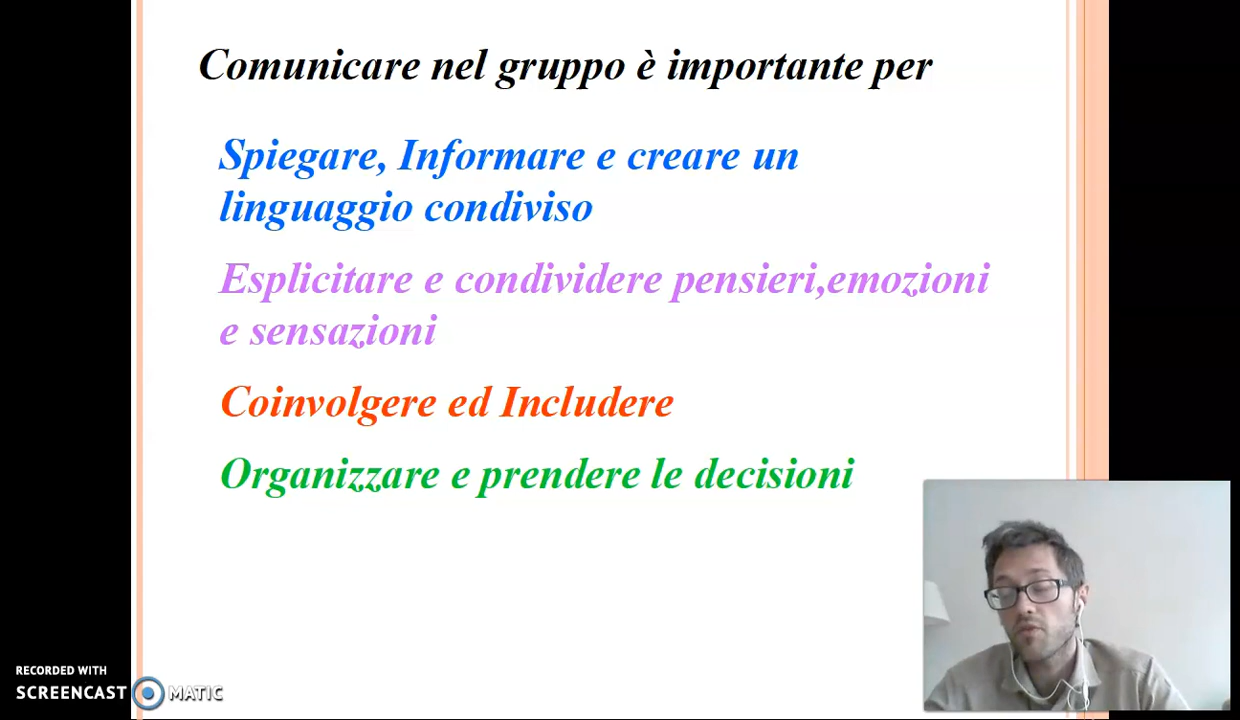 Comunicare nel gruppo è importante per
Spiegare, Informare e creare un
linguaggio condiviso
Esplicitare e condividere pensieri,emozioni
e sensazioni
Coinvolgere ed Includere
Organizzare e prendere le decisioni
RECORDED WITH
SCREENCAST MATIC